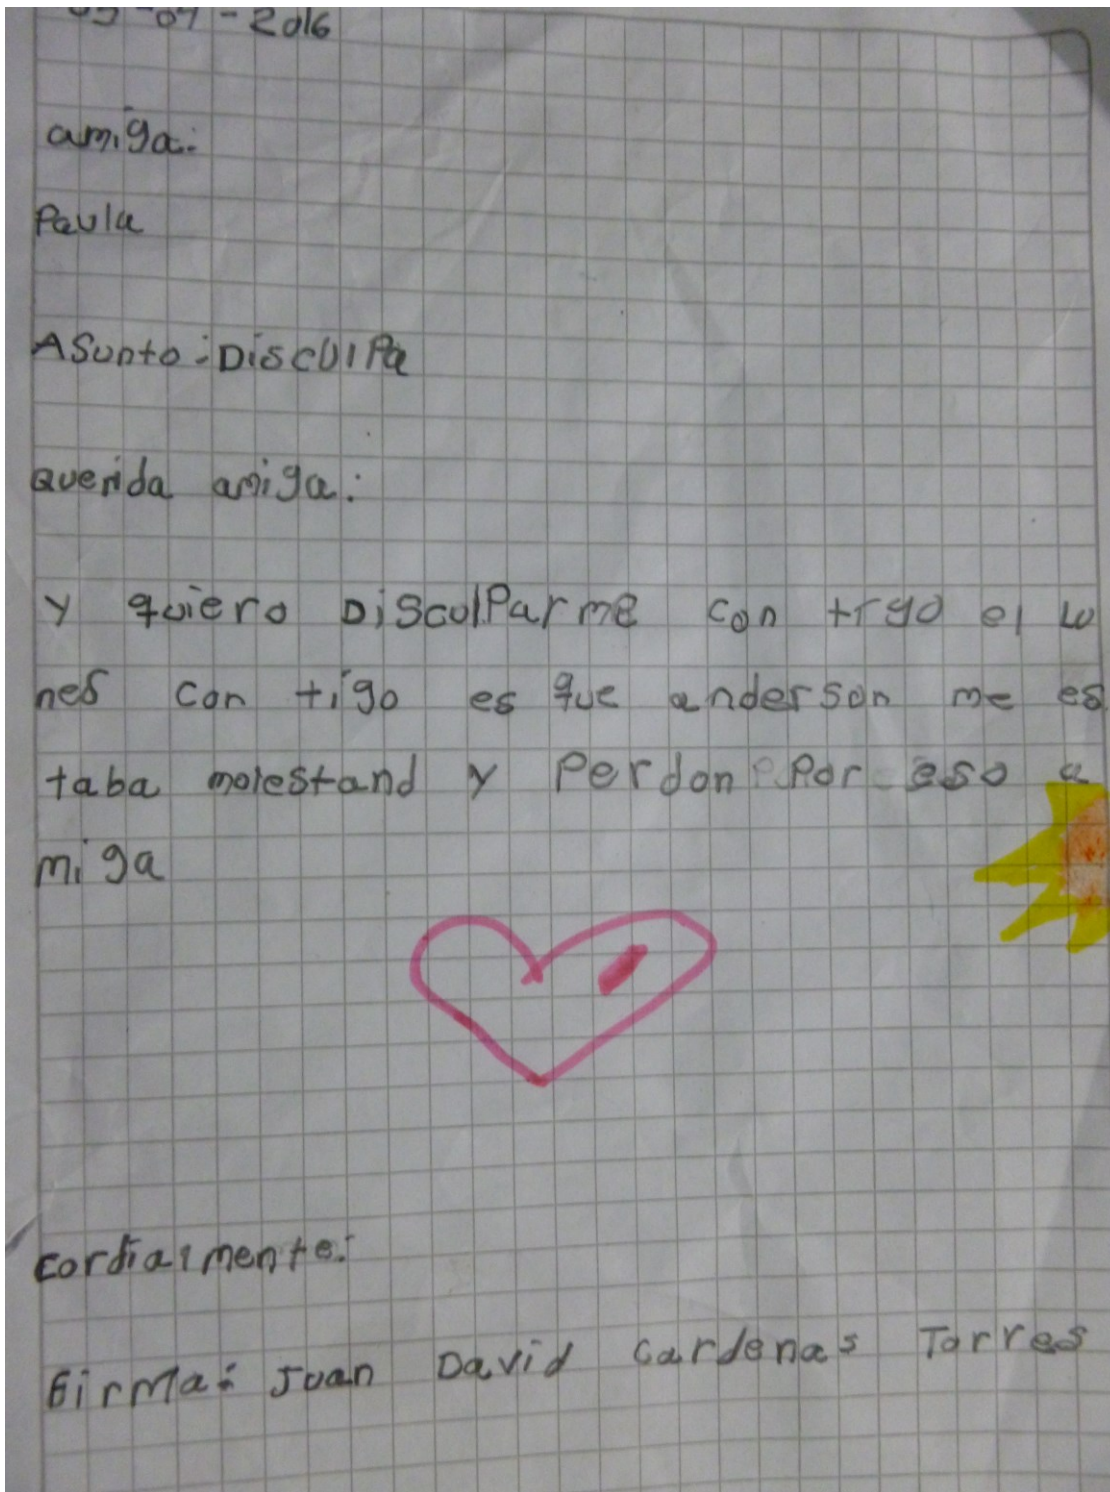 -2016
amiga:
Paula
Asunto: Disculpa
Querida amiga:
y quiero Disculparme con tigo el lu
nes con tigo es que anderson me es
taba molestand y Perdon Por eso a
miga
cordialmente:
Firma: Juan David Cardenas Torres